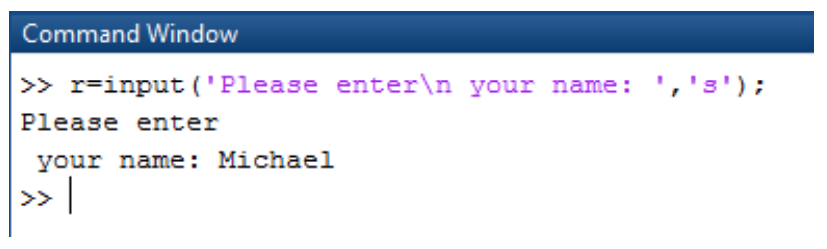 Command Window
>> r=input('Please enter\n your name: ','s');
Please enter
 your name: Michael
>>